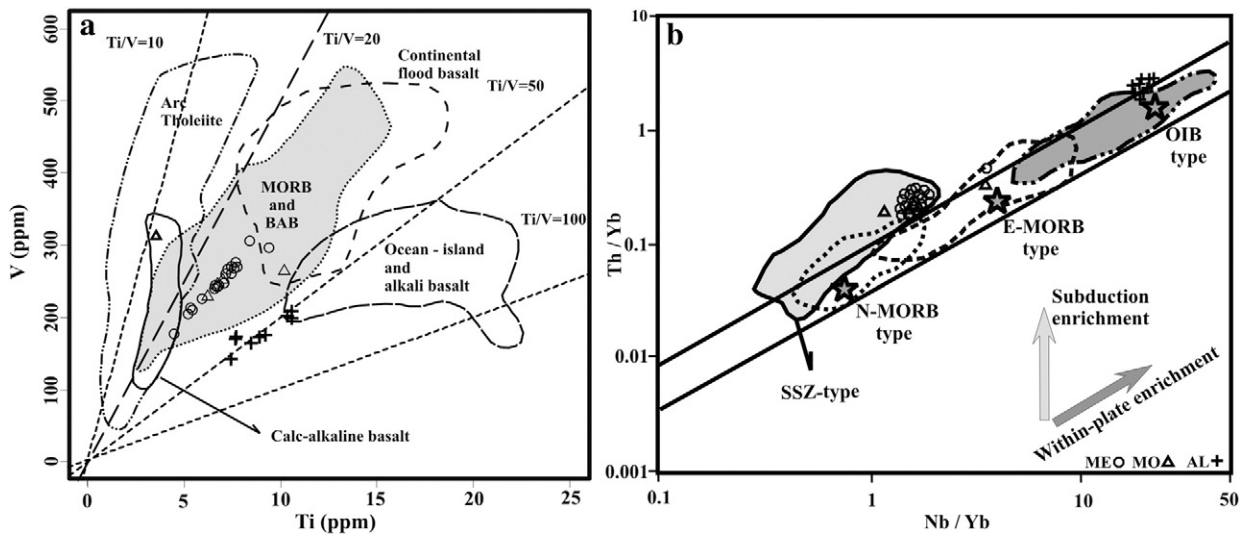 a
Ti/V=10
Ti/V=20
Continental
flood basalt
Ti/V=50
Arc
Tholeiite
MORB
and
BAB
Ti/V=100
Ocean - island
and
alkali basalt
Calc-alkaline basalt
600
500
400
300
200
100
0
V (ppm)
0 5 10 15 20 25
Ti (ppm)
b
10
1
0.1
0.01
0.001
Th / Yb
OIB
type
E-MORB
type
N-MORB
type
SSZ-type
Subduction
enrichment
Within-plate enrichment
ME MO AL
0.1 1 10 50
Nb / Yb